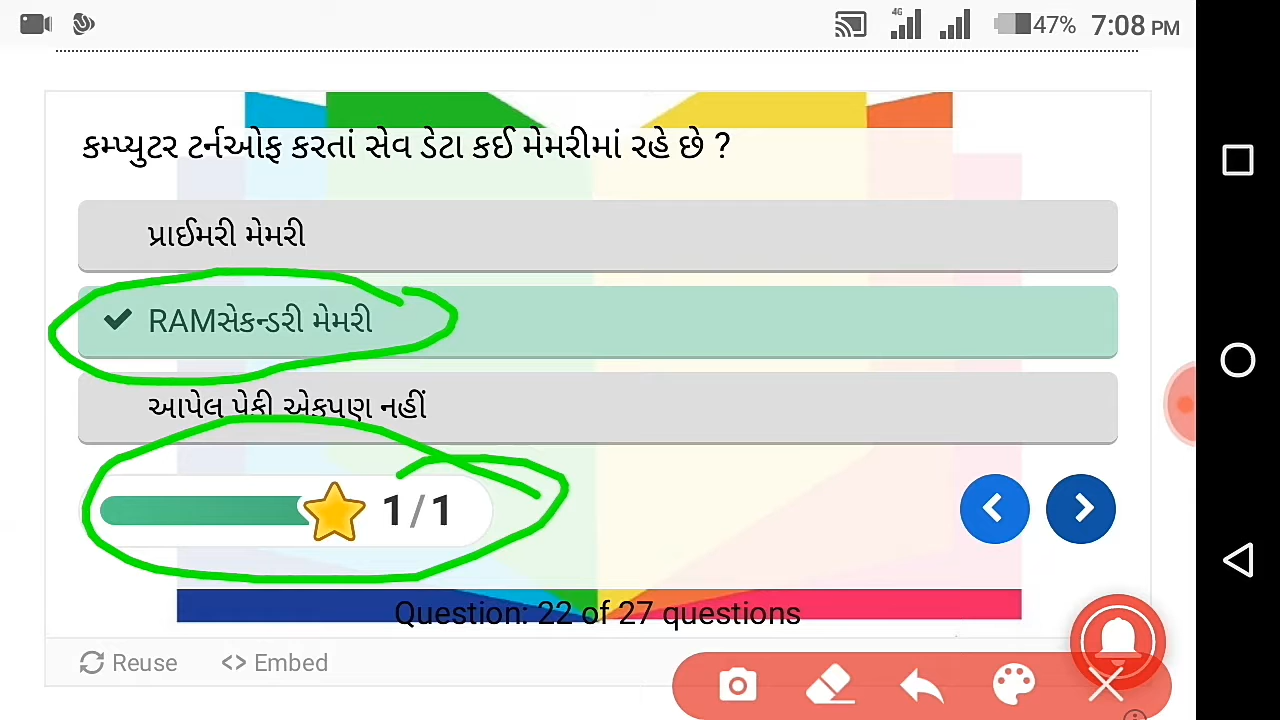 47% 7:08 PM
4G
કમ્પ્યુટર ટર્નઓફ કરતાં સેવ ડેટા કઈ મેમરીમાં રહે છે ?
પ્રાઈમરી મેમરી
RAMસેકન્ડરી મેમરી
આપેલ પેકી એકપણ નહીં
1/1
Question: 22 of 27 questions
Reuse <> Embed